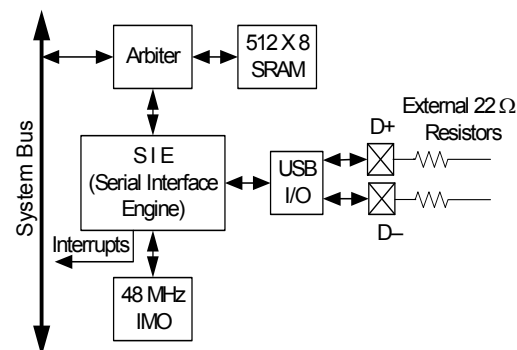 System Bus
Arbiter
512 X 8
SRAM
S I E
(Serial Interface
Engine)
Interrupts
48 MHz
IMO
USB
I/O
D+
D–
External 22 Ω
Resistors